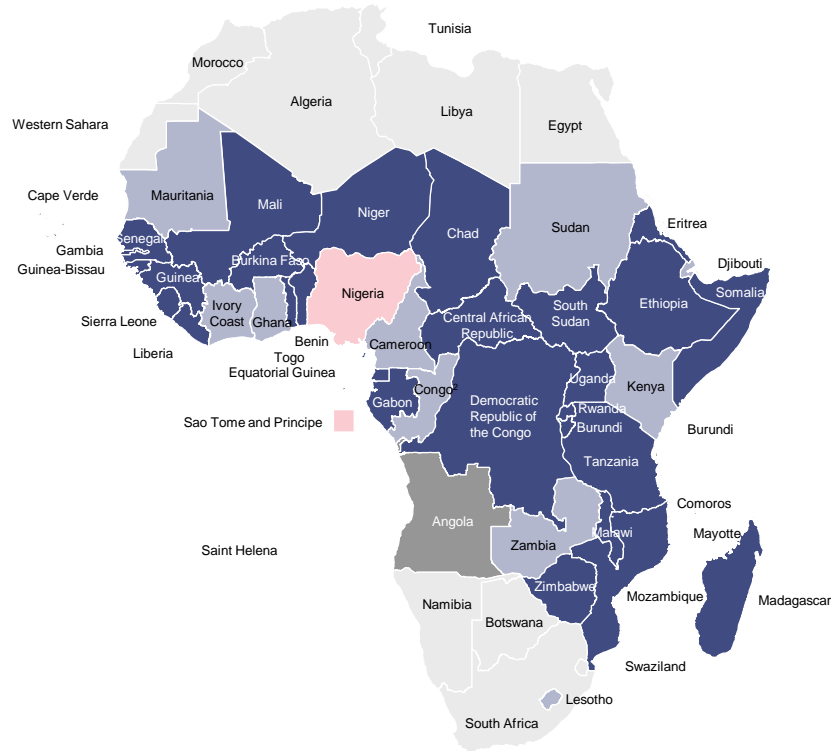 Tunisia
Morocco
Algeria
Libya
Egypt
Western Sahara
Cape Verde
Mauritania
Mali
Niger
Chad
Sudan
Eritrea
Senegal
Gambia
Guinea-Bissau
Burkina Faso
Djibouti
Guinea
Nigeria
Somalia
Ivory
Coast
Ghana
Ethiopia
South
Sudan
Central African
Republic
Sierra Leone
Liberia
Benin
Togo
Equatorial Guinea
Cameroon
Gabon
Congo²
Democratic
Republic of
the Congo
Uganda
Kenya
Rwanda
Burundi
Burundi
Sao Tome and Principe
Tanzania
Comoros
Angola
Malawi
Mayotte
Saint Helena
Zambia
Zimbabwe
Mozambique
Madagascar
Namibia
Botswana
Swaziland
Lesotho
South Africa